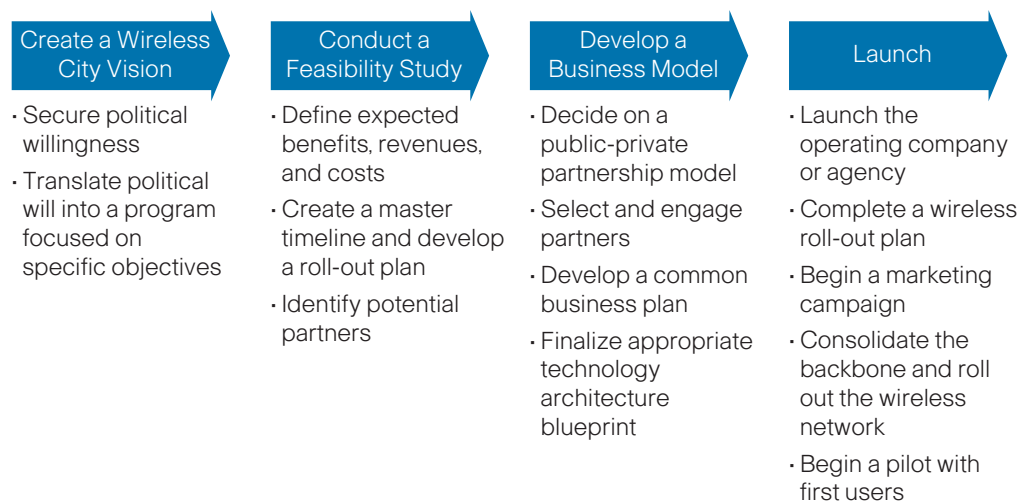 Create a Wireless
City Vision
· Secure political
willingness
· Translate political
will into a program
focused on
specific objectives
Conduct a
Feasibility Study
· Define expected
benefits, revenues,
and costs
· Create a master
timeline and develop
a roll-out plan
· Identify potential
partners
Develop a
Business Model
· Decide on a
public-private
partnership model
· Select and engage
partners
· Develop a common
business plan
· Finalize appropriate
technology
architecture
blueprint
Launch
· Launch the
operating company
or agency
· Complete a wireless
roll-out plan
· Begin a marketing
campaign
· Consolidate the
backbone and roll
out the wireless
network
· Begin a pilot with
first users